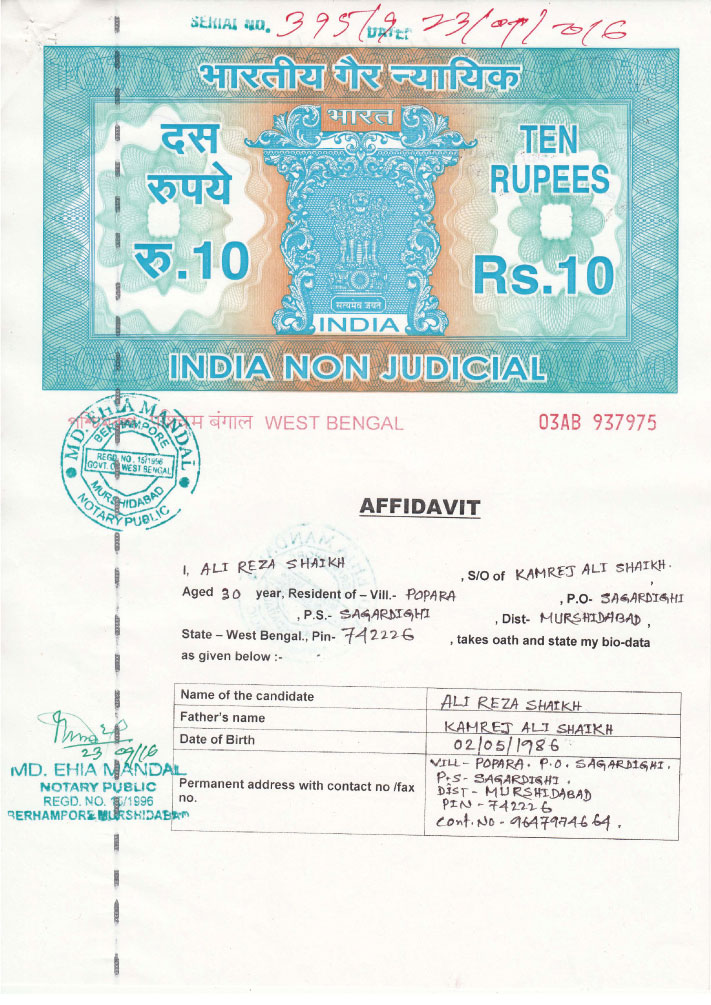 SERIAL NO. 395/9 DATE 23/09/2016
भारतीय गैर न्यायिक
भारत
दस
रुपये
रु.10
TEN
RUPEES
Rs.10
सत्यमेव जयते
INDIA
INDIA NON JUDICIAL
बंगाल WEST BENGAL
03AB 937975
MD. EHIA MANDAL
BERHAMPORE
REGD. NO. 15/1996
GOVT. OF WEST BENGAL
MURSHIDABAD
NOTARY PUBLIC
AFFIDAVIT
I, ALI REZA SHAIKH , S/O of KAMREJ ALI SHAIKH.
Aged 30 year, Resident of – Vill.- POPARA , P.O- SAGARDIGHI
, P.S.- SAGARDIGHI , Dist- MURSHIDABAD ,
State – West Bengal., Pin- 742226 , takes oath and state my bio-data
as given below :-
Name of the candidate ALI REZA SHAIKH
Father's name KAMREJ ALI SHAIKH
Date of Birth 02/05/1986
Permanent address with contact no /fax no. VILL- POPARA. P.O. SAGARDIGHI.
P.S- SAGARDIGHI.
DIST- MURSHIDABAD
PIN - 742226
Cont. No - 9647974664.
23/09/16
MD. EHIA MANDAL
NOTARY PUBLIC
REGD. NO. 15/1996
BERHAMPORE MURSHIDABAD